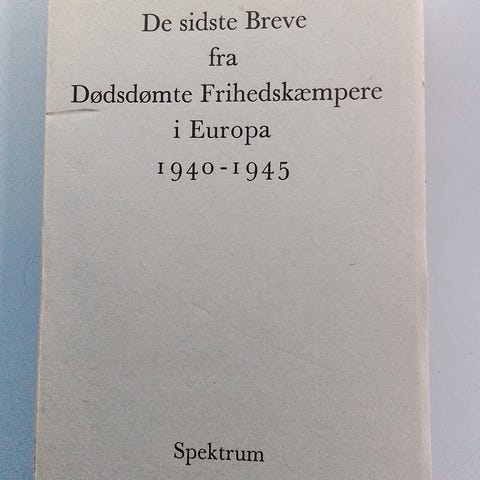 De sidste Breve
fra
Dødsdømte Frihedskæmpere
i Europa
1940-1945
Spektrum